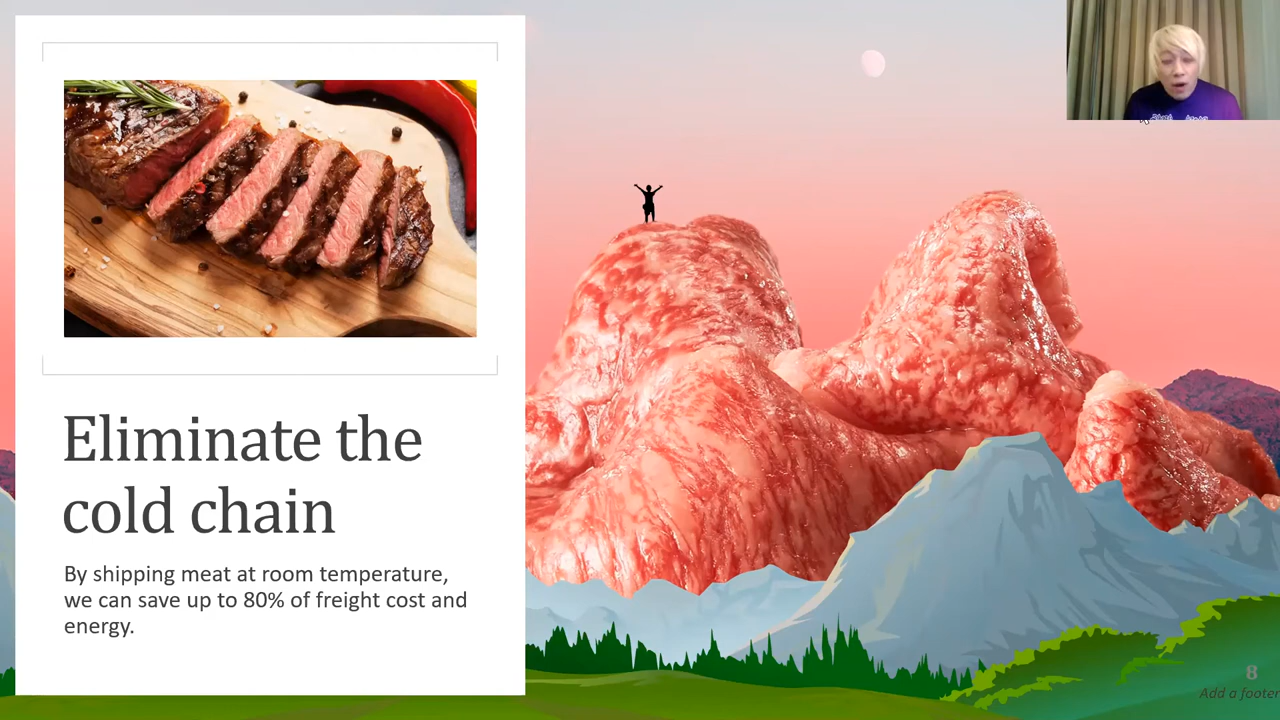 Eliminate the
cold chain
By shipping meat at room temperature,
we can save up to 80% of freight cost and
energy.
8
Add a footer